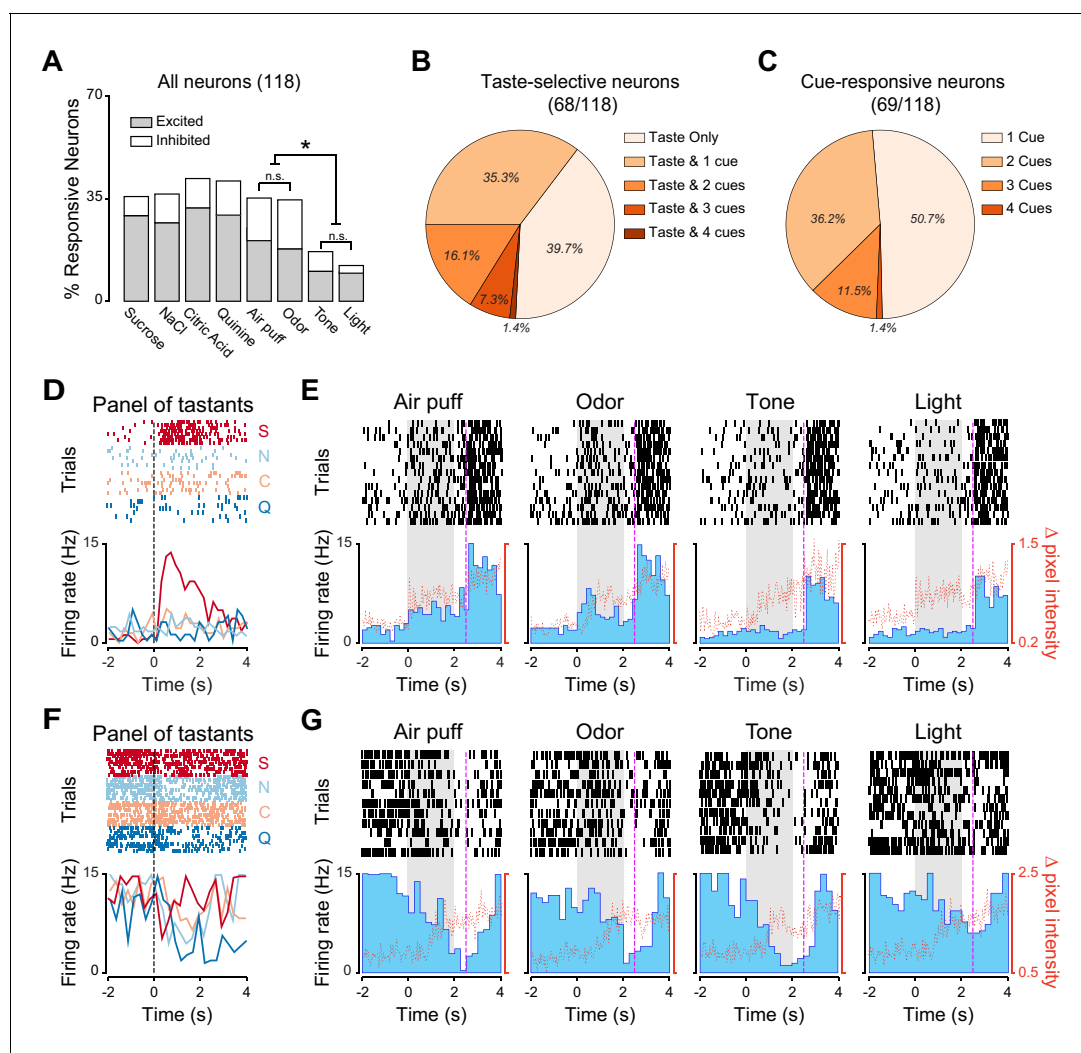 A
All neurons (118)
% Responsive Neurons
70
35
0
Excited
Inhibited
*
n.s.
n.s.
Sucrose
NaCl
Citric Acid
Quinine
Air puff
Odor
Tone
Light
B
Taste-selective neurons
(68/118)
35.3%
16.1%
7.3%
1.4%
39.7%
Taste Only
Taste & 1 cue
Taste & 2 cues
Taste & 3 cues
Taste & 4 cues
C
Cue-responsive neurons
(69/118)
36.2%
50.7%
11.5%
1.4%
1 Cue
2 Cues
3 Cues
4 Cues
D
Panel of tastants
Trials
S
N
C
Q
Firing rate (Hz)
15
0
-2 0 2 4
Time (s)
E
Air puff
Odor
Tone
Light
Trials
Firing rate (Hz)
15
0
1.5
0.2
Δ pixel intensity
-2 0 2 4
-2 0 2 4
-2 0 2 4
-2 0 2 4
Time (s)
Time (s)
Time (s)
Time (s)
F
Panel of tastants
Trials
S
N
C
Q
Firing rate (Hz)
15
0
-2 0 2 4
Time (s)
G
Air puff
Odor
Tone
Light
Trials
Firing rate (Hz)
15
0
2.5
0.5
Δ pixel intensity
-2 0 2 4
-2 0 2 4
-2 0 2 4
-2 0 2 4
Time (s)
Time (s)
Time (s)
Time (s)